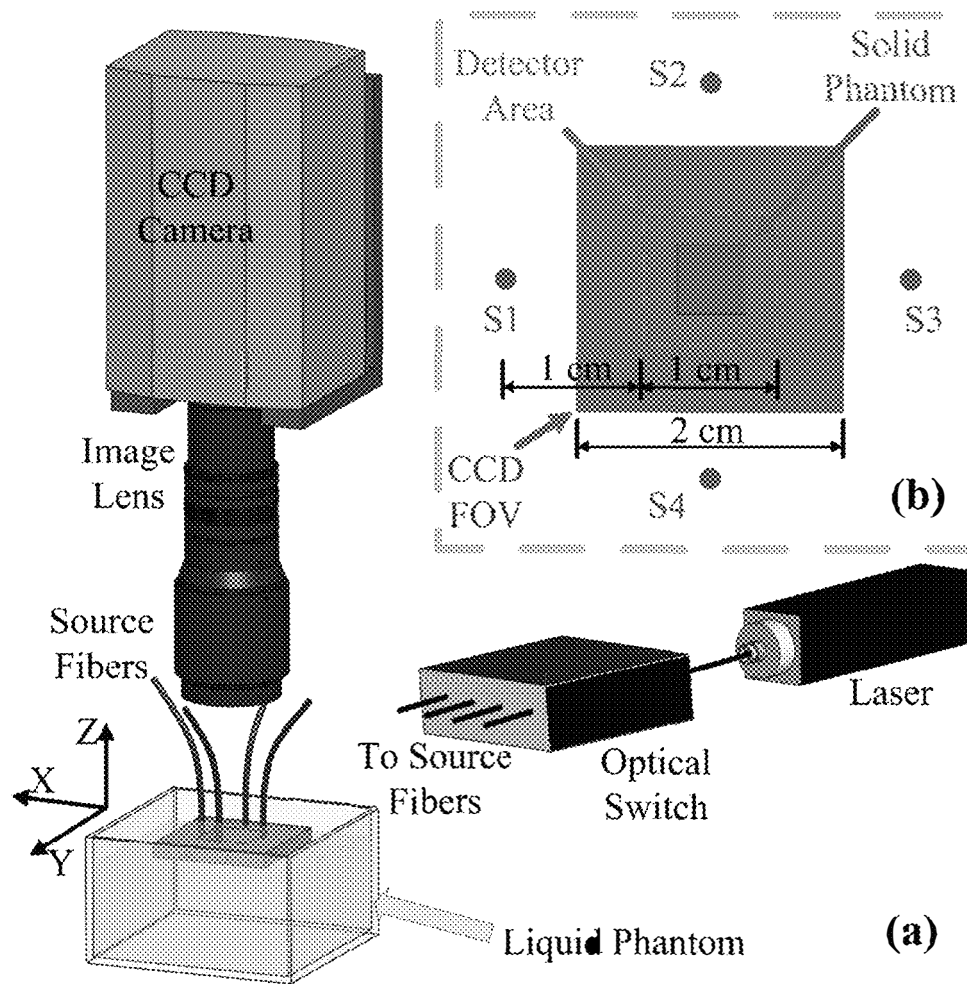 CCD
Camera
Image
Lens
Source
Fibers
Z
X
Y
To Source
Fibers
Optical
Switch
Laser
Liquid Phantom
(a)
Detector
Area
S2
Solid
Phantom
S1
S3
1 cm
1 cm
2 cm
CCD
FOV
S4
(b)